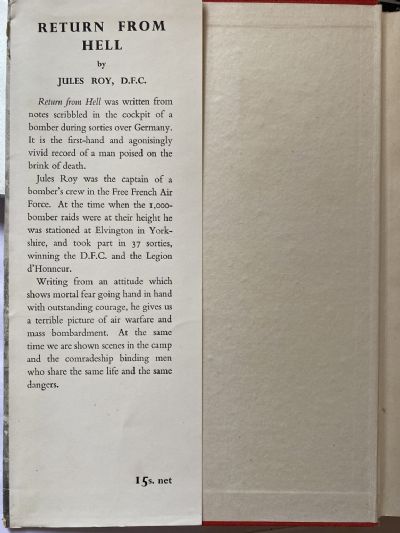 RETURN FROM
HELL
by
JULES ROY, D.F.C.
Return from Hell was written from
notes scribbled in the cockpit of a
bomber during sorties over Germany.
It is the first-hand and agonisingly
vivid record of a man poised on the
brink of death.
Jules Roy was the captain of a
bomber's crew in the Free French Air
Force. At the time when the 1,000-
bomber raids were at their height he
was stationed at Elvington in York-
shire, and took part in 37 sorties,
winning the D.F.C. and the Legion
d'Honneur.
Writing from an attitude which
shows mortal fear going hand in hand
with outstanding courage, he gives us
a terrible picture of air warfare and
mass bombardment. At the same
time we are shown scenes in the camp
and the comradeship binding men
who share the same life and the same
dangers.
15s. net